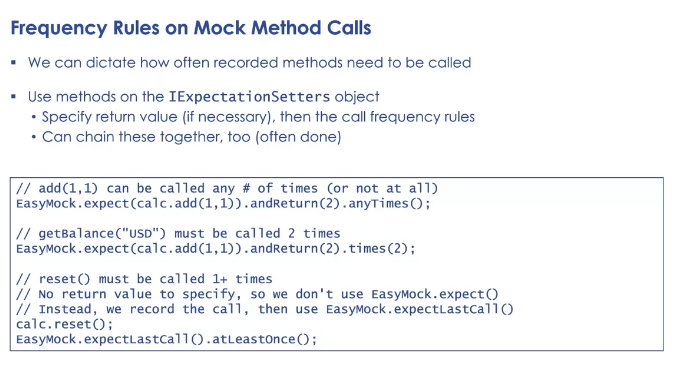 Frequency Rules on Mock Method Calls
▪ We can dictate how often recorded methods need to be called
▪ Use methods on the IExpectationSetters object
• Specify return value (if necessary), then the call frequency rules
• Can chain these together, too (often done)
// add(1,1) can be called any # of times (or not at all)
EasyMock.expect(calc.add(1,1)).andReturn(2).anyTimes();
// getBalance("USD") must be called 2 times
EasyMock.expect(calc.add(1,1)).andReturn(2).times(2);
// reset() must be called 1+ times
// No return value to specify, so we don't use EasyMock.expect()
// Instead, we record the call, then use EasyMock.expectLastCall()
calc.reset();
EasyMock.expectLastCall().atLeastOnce();